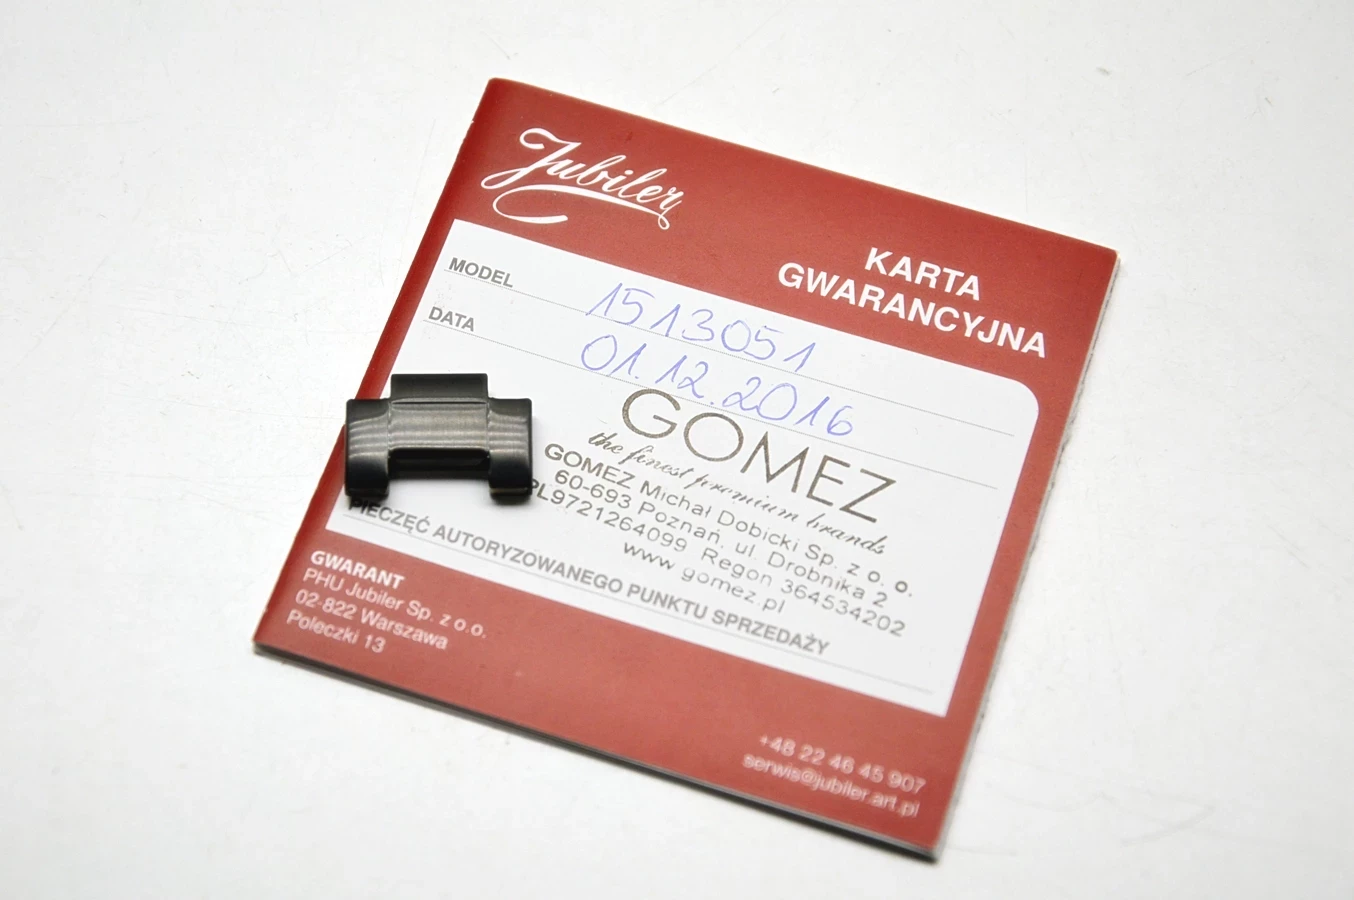 Jubiler
KARTA
GWARANCYJNA
MODEL 1513051
DATA 01.12.2016
GOMEZ
the finest premium brands
GOMEZ Michał Dobicki Sp. z o. o.
60-693 Poznań, ul. Drobnika 2
PL9721264099 Regon 364534202
www gomez.pl
PIECZĘĆ AUTORYZOWANEGO PUNKTU SPRZEDAŻY
GWARANT
PHU Jubiler Sp. z o.o.
02-822 Warszawa
Poleczki 13
+48 22 46 45 907
serwis@jubiler.art.pl